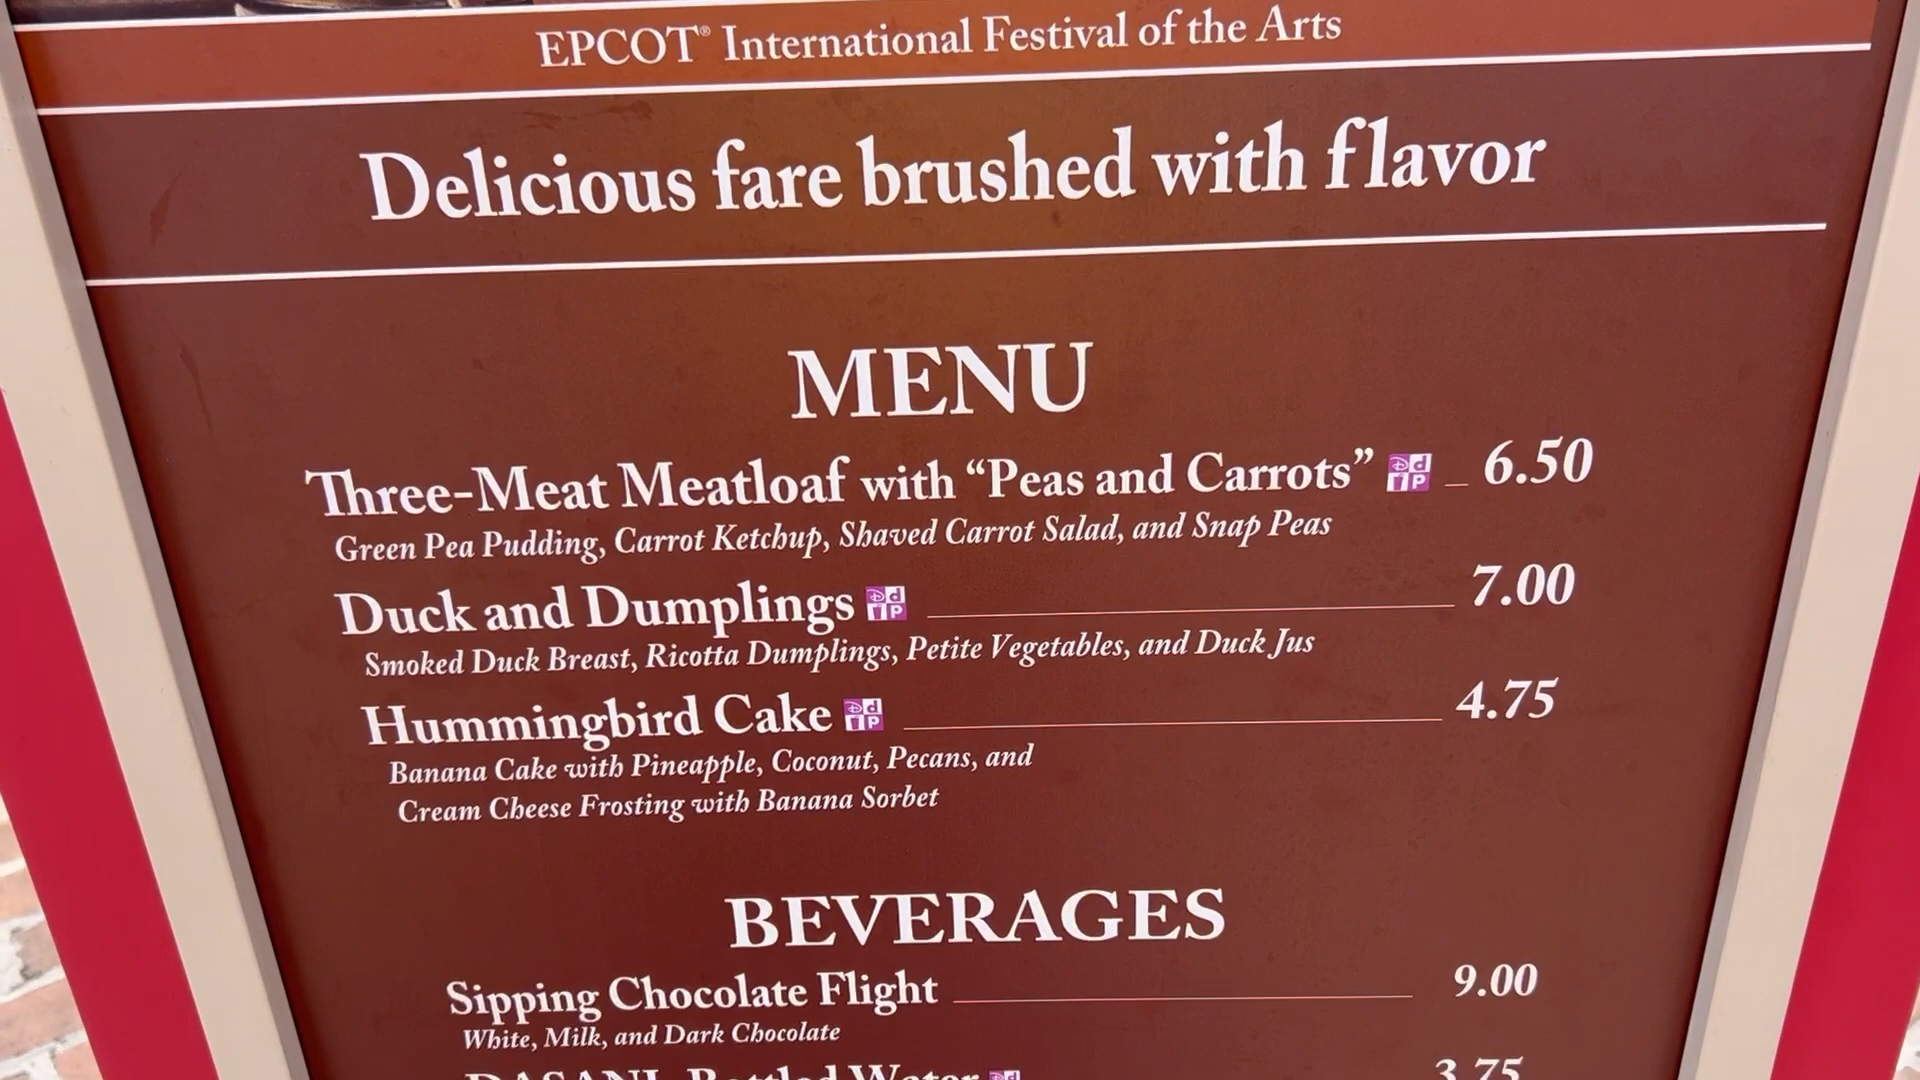 EPCOT® International Festival of the Arts
Delicious fare brushed with flavor
MENU
Three-Meat Meatloaf with “Peas and Carrots” DdIP 6.50
Green Pea Pudding, Carrot Ketchup, Shaved Carrot Salad, and Snap Peas
Duck and Dumplings DdIP 7.00
Smoked Duck Breast, Ricotta Dumplings, Petite Vegetables, and Duck Jus
Hummingbird Cake DdIP 4.75
Banana Cake with Pineapple, Coconut, Pecans, and
Cream Cheese Frosting with Banana Sorbet
BEVERAGES
Sipping Chocolate Flight 9.00
White, Milk, and Dark Chocolate
DASANI Bottled Water 3.75